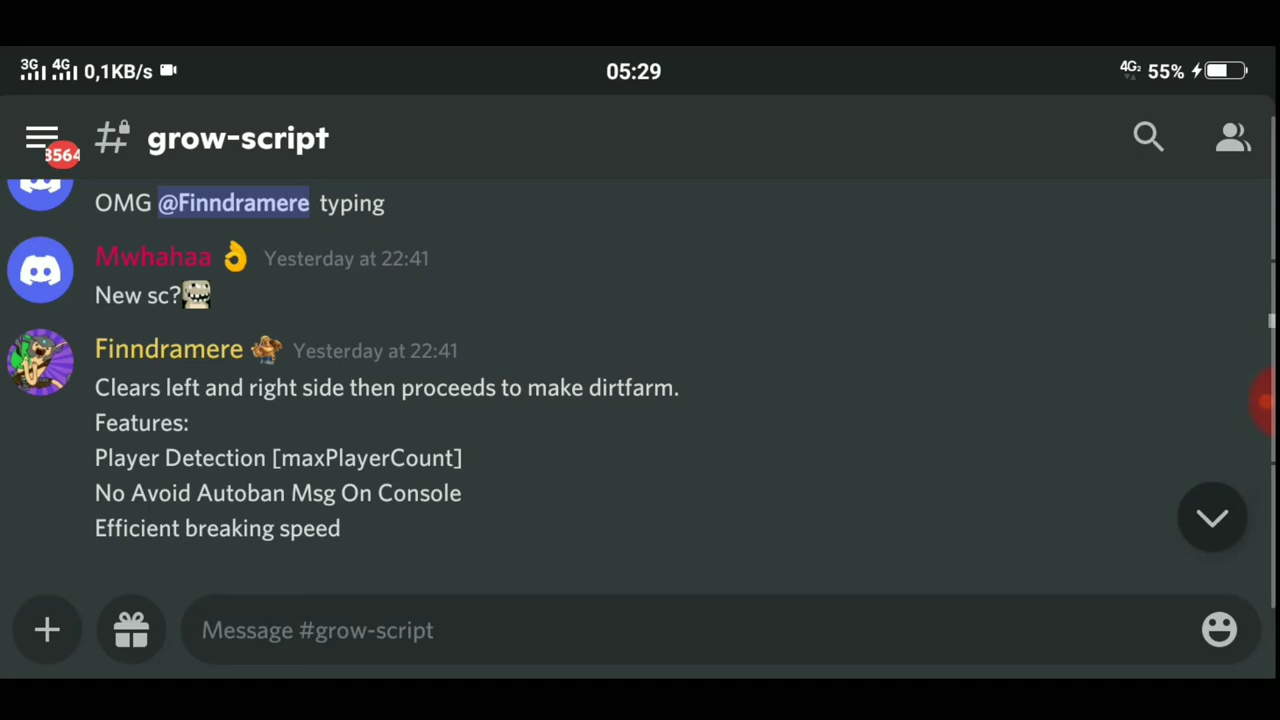 3G 4G 0,1KB/s 05:29 4G2 55%
3564
# grow-script
OMG @Finndramere typing
Mwhahaa 👌 Yesterday at 22:41
New sc?
Finndramere Yesterday at 22:41
Clears left and right side then proceeds to make dirtfarm.
Features:
Player Detection [maxPlayerCount]
No Avoid Autoban Msg On Console
Efficient breaking speed
Message #grow-script